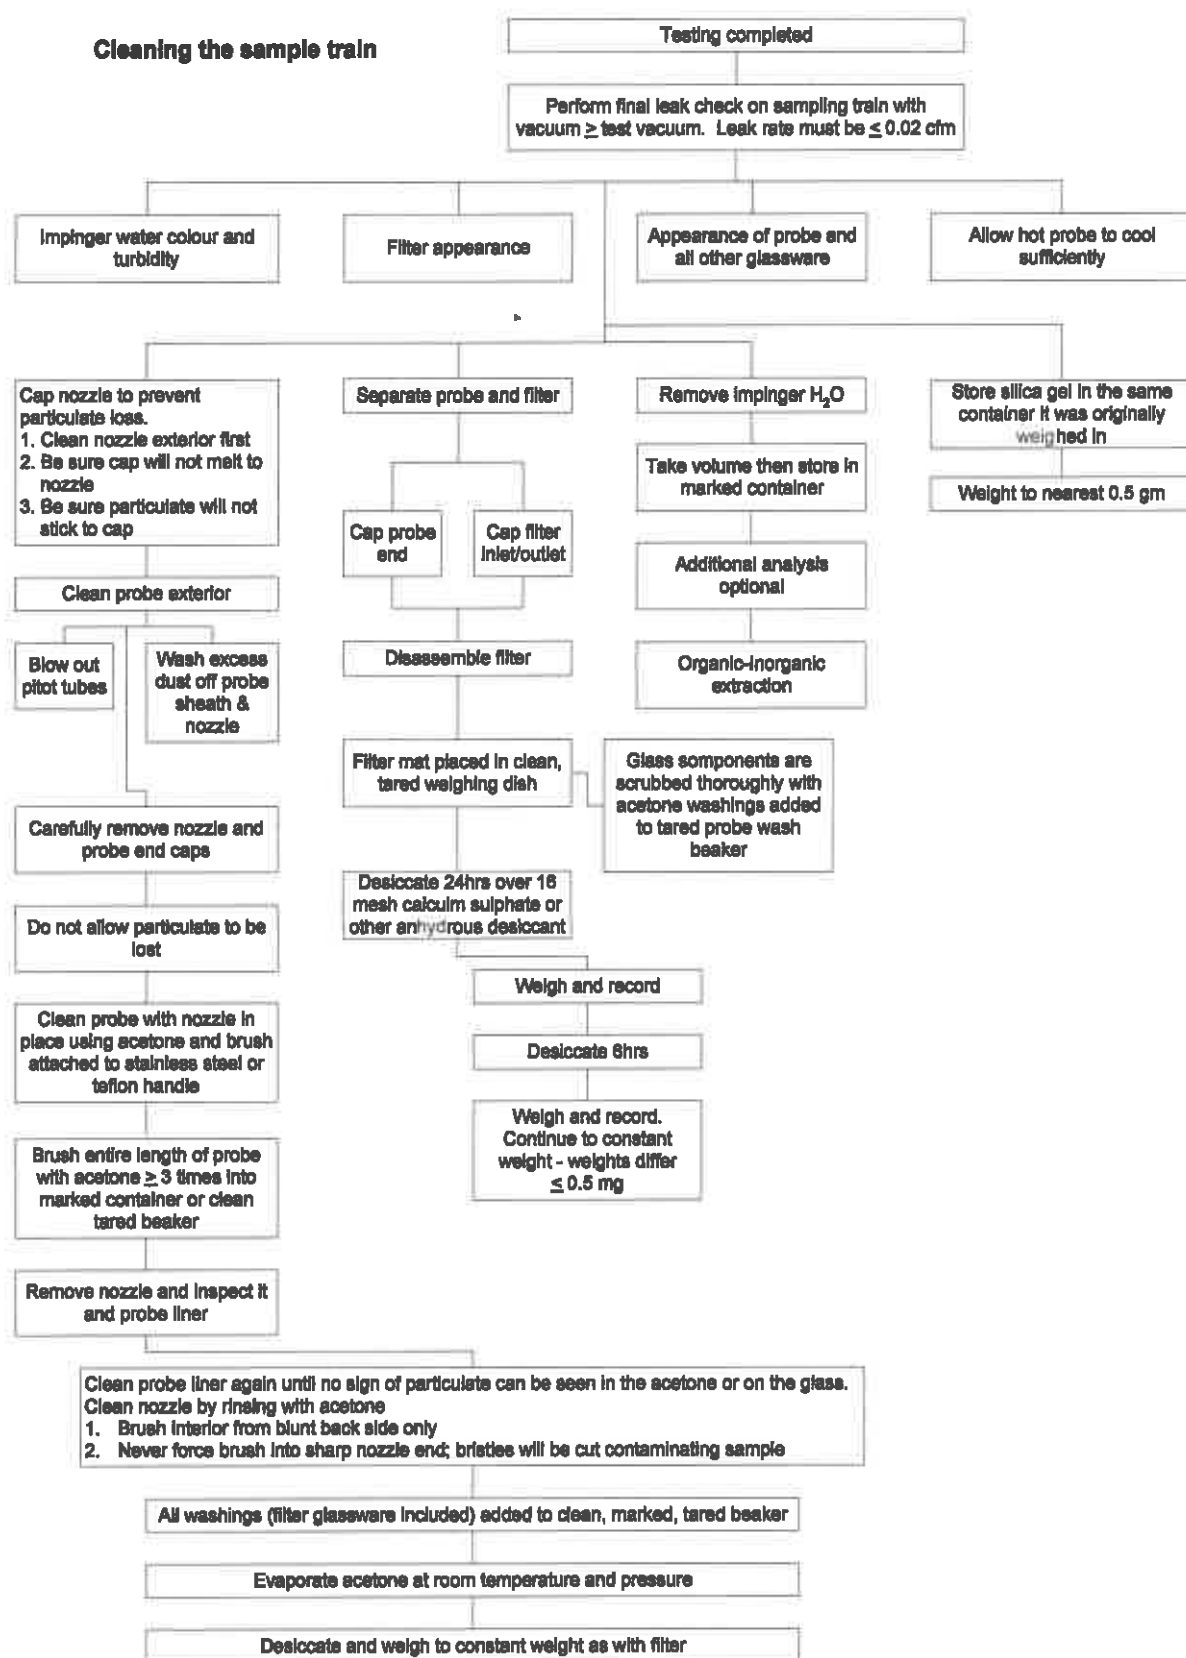 Cleaning the sample train
Testing completed
Perform final leak check on sampling train with
vacuum ≥ test vacuum. Leak rate must be ≤ 0.02 cfm
Impinger water colour and
turbidity
Filter appearance
Appearance of probe and
all other glassware
Allow hot probe to cool
sufficiently
Cap nozzle to prevent
particulate loss.
1. Clean nozzle exterior first
2. Be sure cap will not melt to
nozzle
3. Be sure particulate will not
stick to cap
Clean probe exterior
Blow out
pitot tubes
Wash excess
dust off probe
sheath &
nozzle
Carefully remove nozzle and
probe end caps
Do not allow particulate to be
lost
Clean probe with nozzle in
place using acetone and brush
attached to stainless steel or
teflon handle
Brush entire length of probe
with acetone ≥ 3 times into
marked container or clean
tared beaker
Remove nozzle and inspect it
and probe liner
Separate probe and filter
Cap probe
end
Cap filter
inlet/outlet
Disassemble filter
Filter mat placed in clean,
tared weighing dish
Glass somponents are
scrubbed thoroughly with
acetone washings added
to tared probe wash
beaker
Desiccate 24hrs over 16
mesh calculm sulphate or
other anhydrous desiccant
Weigh and record
Desiccate 6hrs
Weigh and record.
Continue to constant
weight - weights differ
≤ 0.5 mg
Remove impinger H₂O
Take volume then store in
marked container
Additional analysis
optional
Organic-inorganic
extraction
Store silica gel in the same
container it was originally
weighed in
Weight to nearest 0.5 gm
Clean probe liner again until no sign of particulate can be seen in the acetone or on the glass.
Clean nozzle by rinsing with acetone
1. Brush interior from blunt back side only
2. Never force brush into sharp nozzle end; bristles will be cut contaminating sample
All washings (filter glassware included) added to clean, marked, tared beaker
Evaporate acetone at room temperature and pressure
Desiccate and weigh to constant weight as with filter